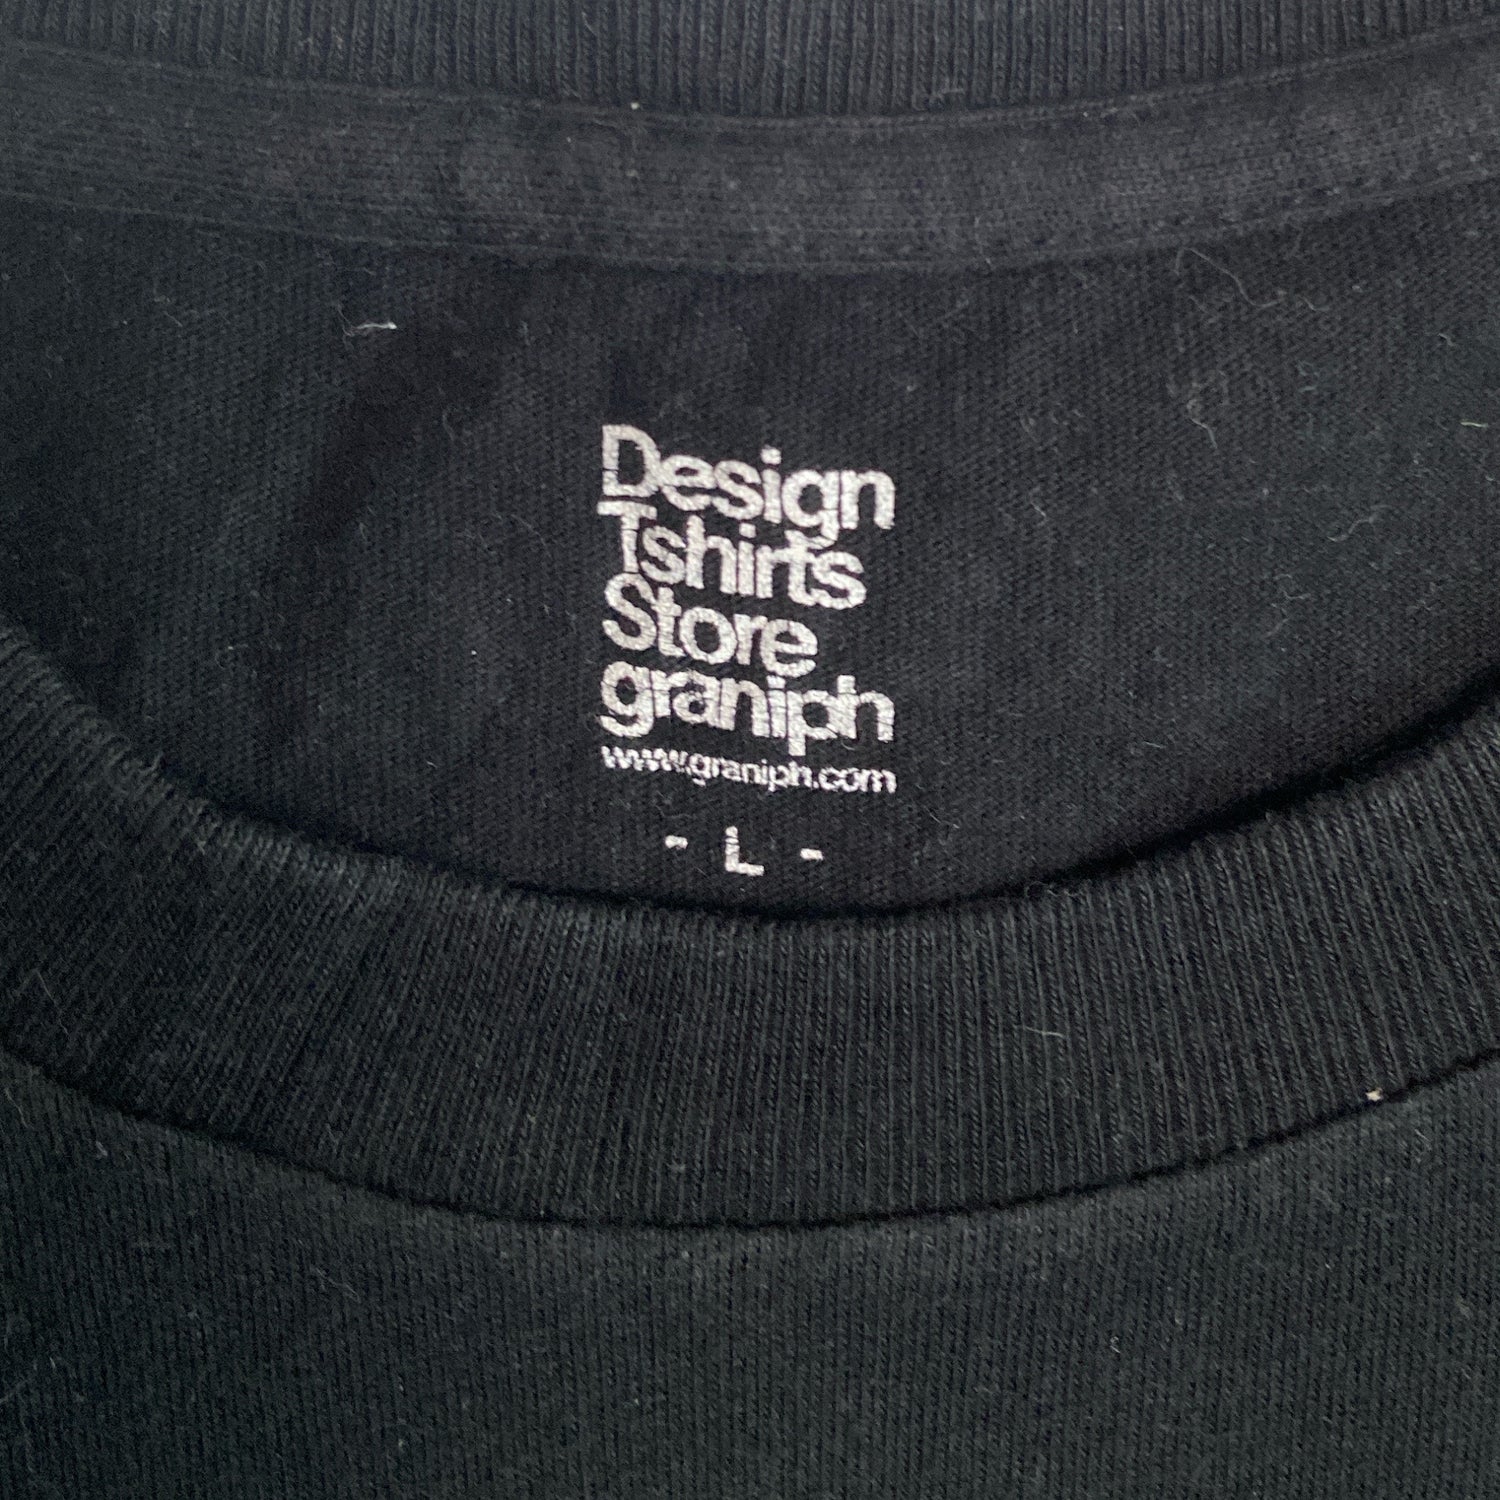 Design
Tshirts
Store
graniph
www.graniph.com
- L -